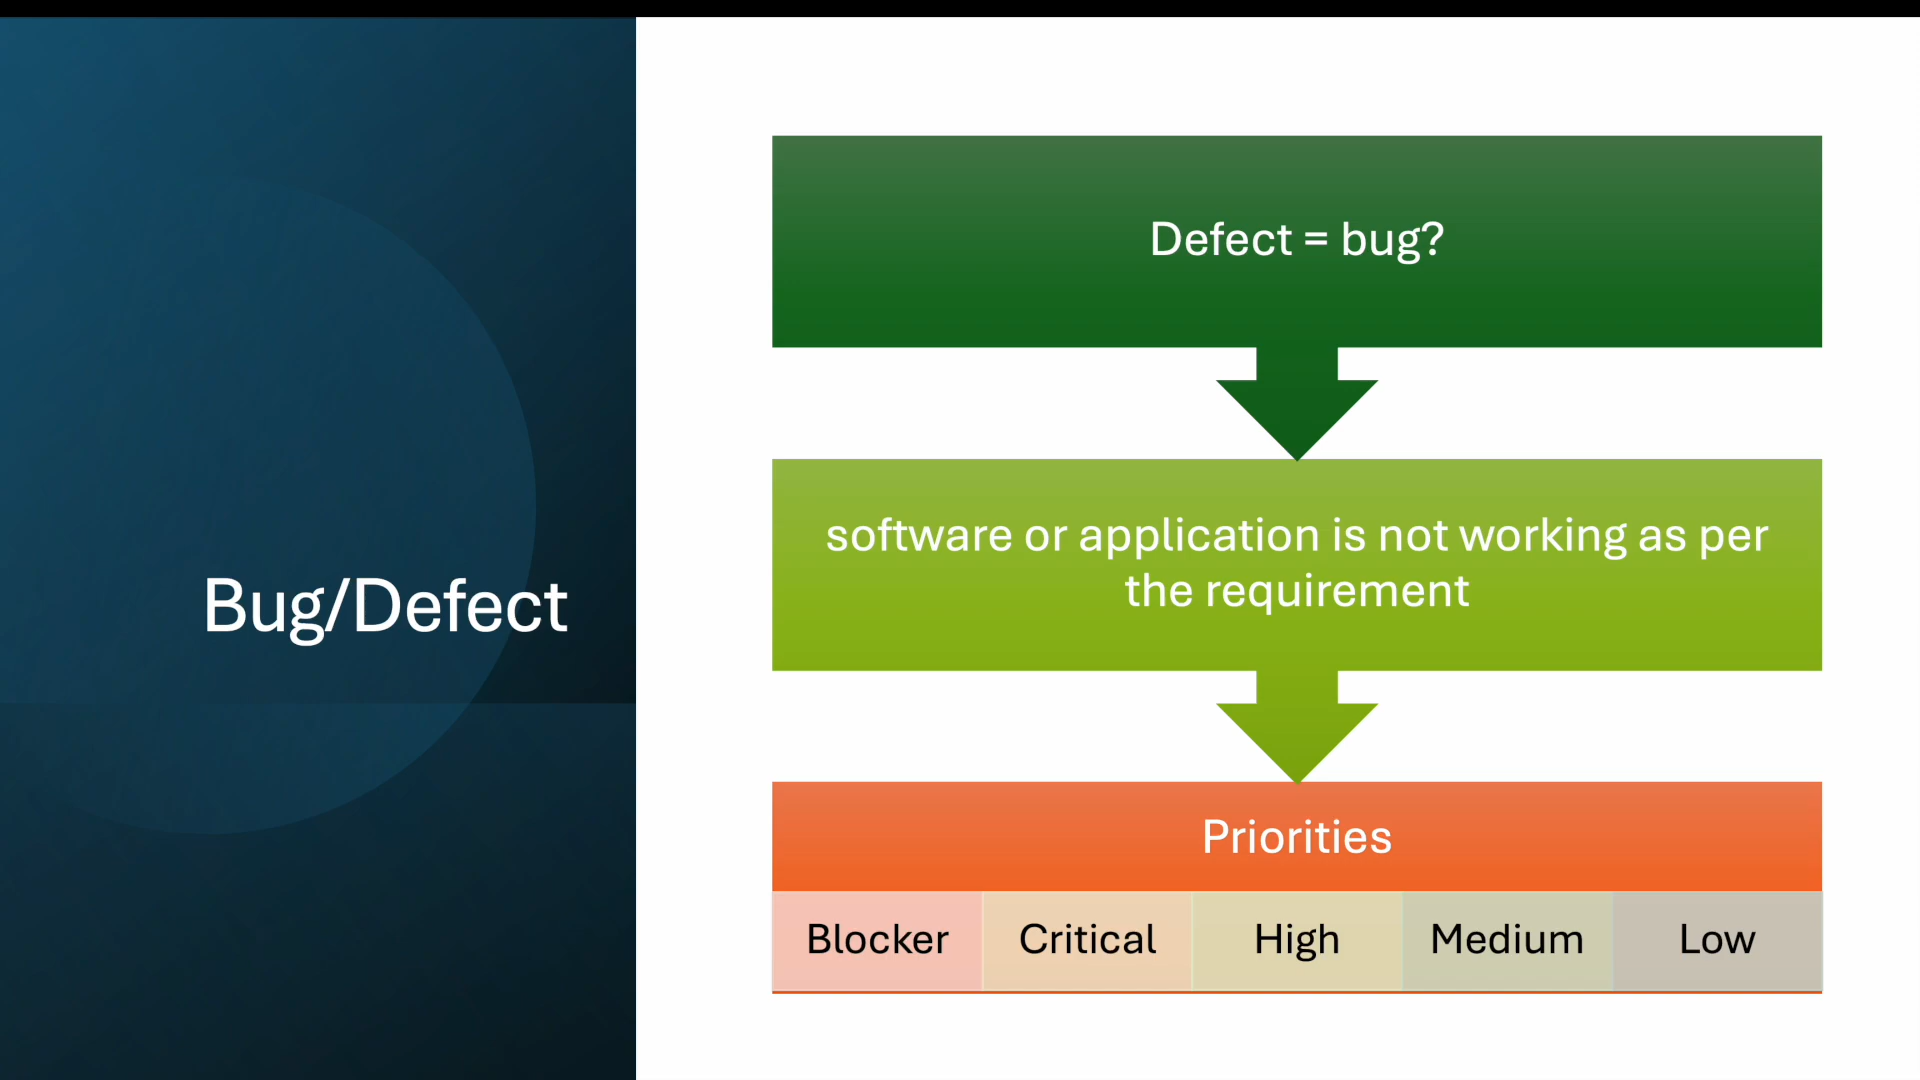 Bug/Defect
Defect = bug?
software or application is not working as per
the requirement
Priorities
Blocker
Critical
High
Medium
Low